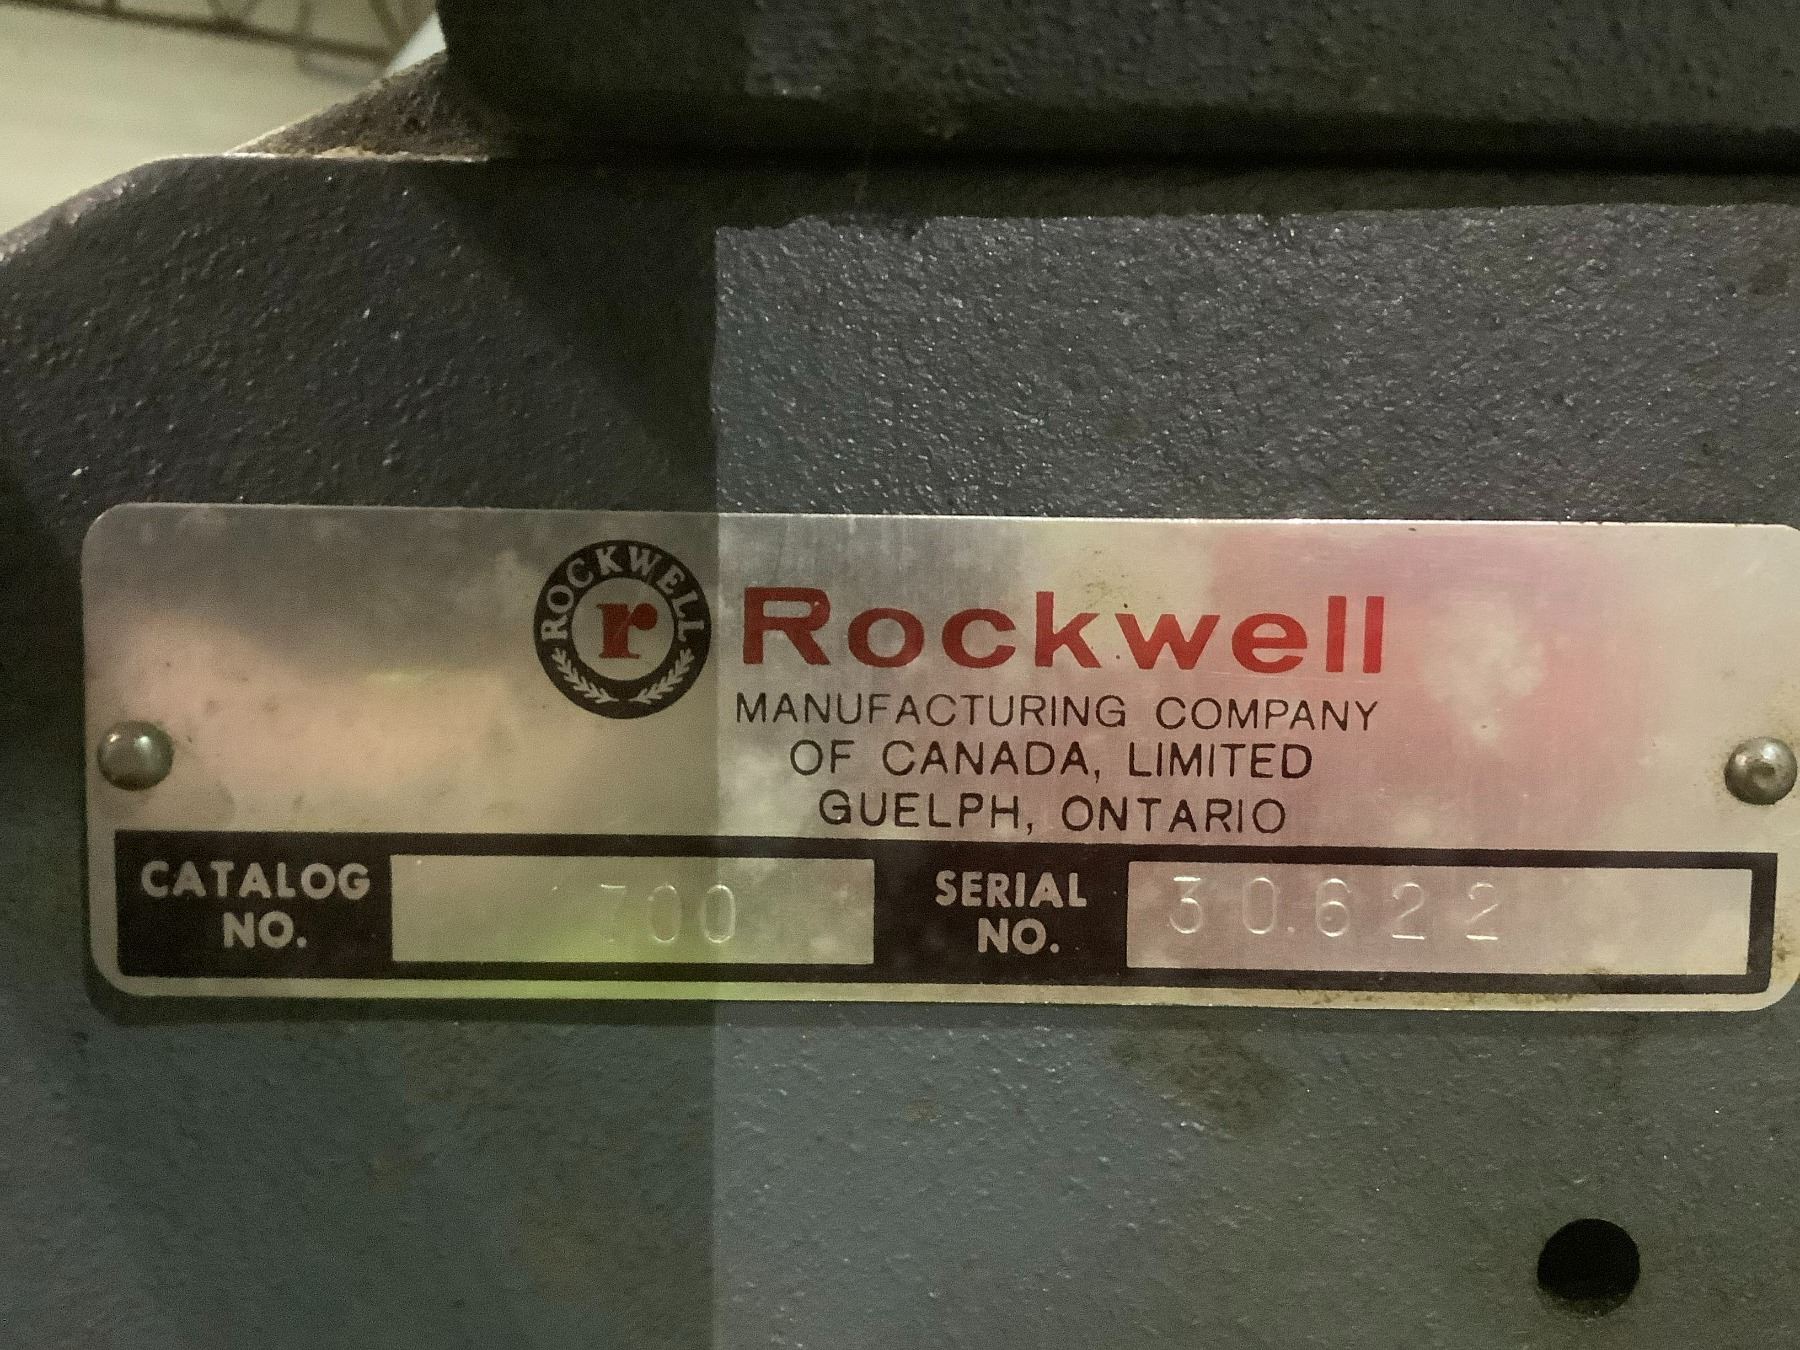 ROCKWELL
r
Rockwell
MANUFACTURING COMPANY
OF CANADA, LIMITED
GUELPH, ONTARIO
CATALOG
NO.
SERIAL
NO.
30622